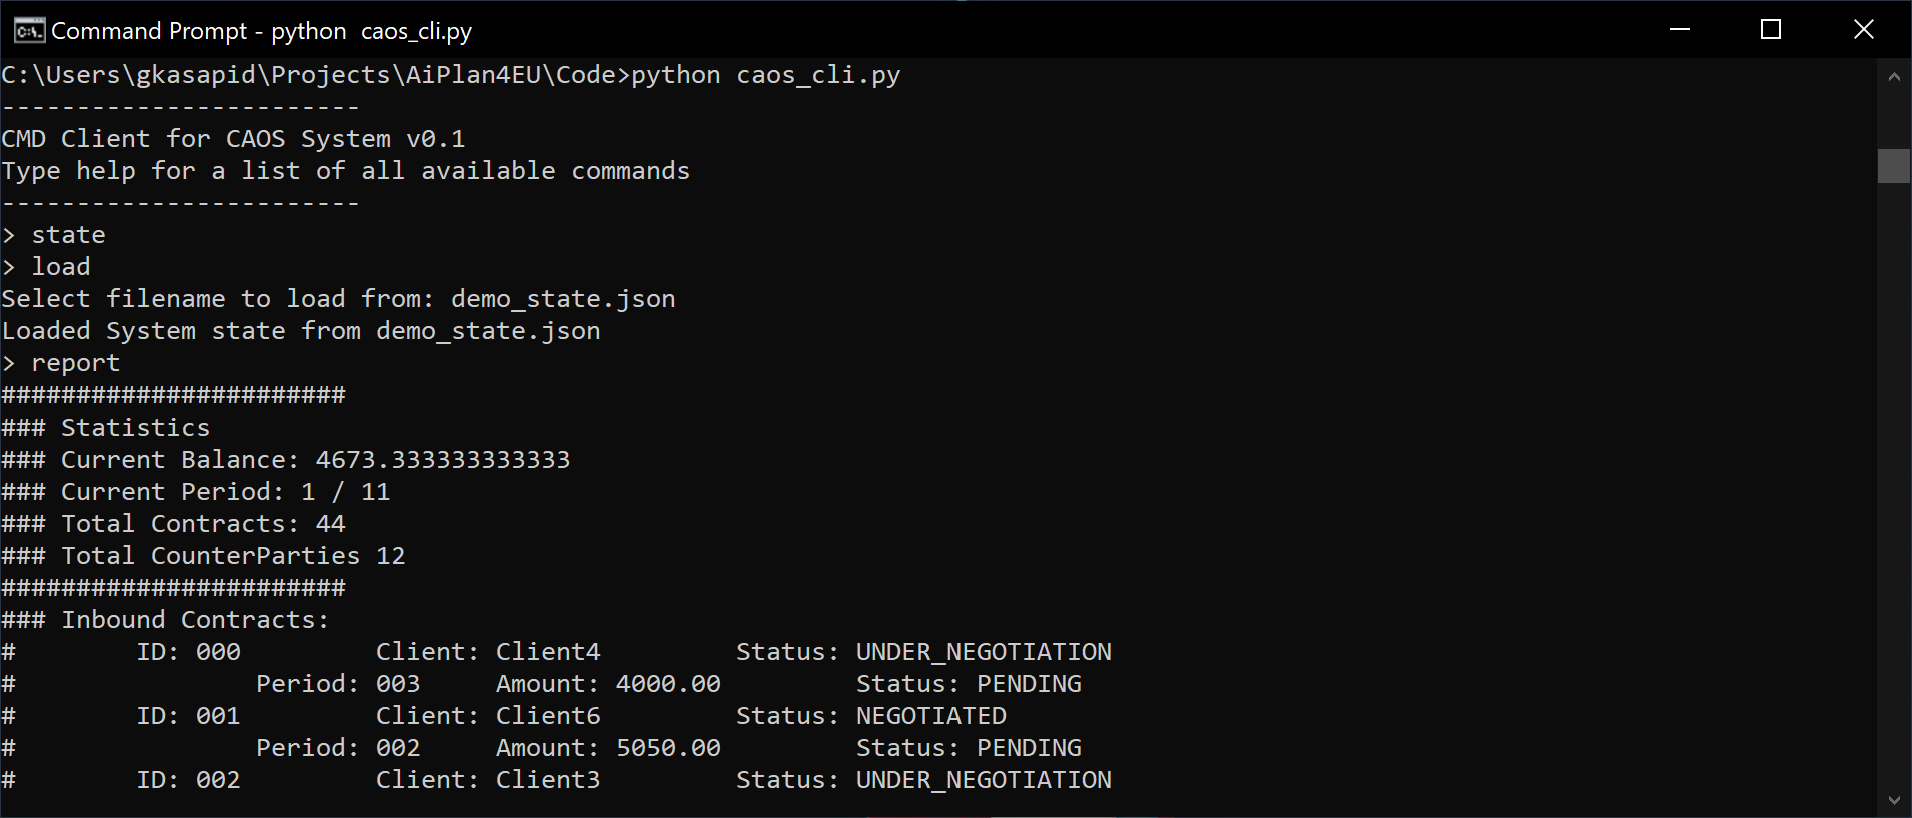 Command Prompt - python  caos_cli.py
C:\Users\gkasapid\Projects\AiPlan4EU\Code>python caos_cli.py
------------------------
CMD Client for CAOS System v0.1
Type help for a list of all available commands
------------------------
> state
> load
Select filename to load from: demo_state.json
Loaded System state from demo_state.json
> report
#######################
### Statistics
### Current Balance: 4673.333333333333
### Current Period: 1 / 11
### Total Contracts: 44
### Total CounterParties 12
#######################
### Inbound Contracts:
#        ID: 000         Client: Client4         Status: UNDER_NEGOTIATION
#                Period: 003     Amount: 4000.00         Status: PENDING
#        ID: 001         Client: Client6         Status: NEGOTIATED
#                Period: 002     Amount: 5050.00         Status: PENDING
#        ID: 002         Client: Client3         Status: UNDER_NEGOTIATION